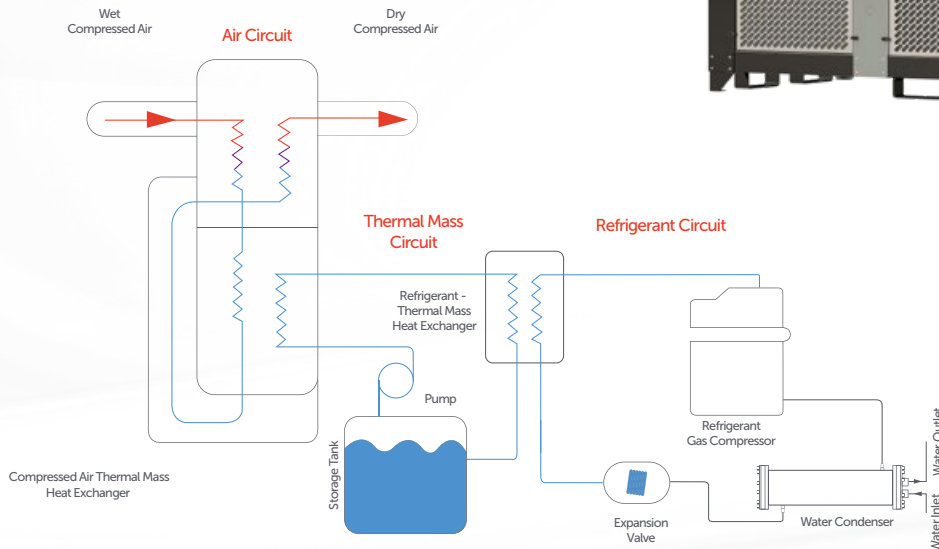 Wet
Compressed Air
Dry
Compressed Air
Air Circuit
Thermal Mass
Circuit
Refrigerant Circuit
Refrigerant -
Thermal Mass
Heat Exchanger
Pump
Storage Tank
Refrigerant
Gas Compressor
Compressed Air Thermal Mass
Heat Exchanger
Expansion
Valve
Water Condenser
Water Outlet
Water Inlet